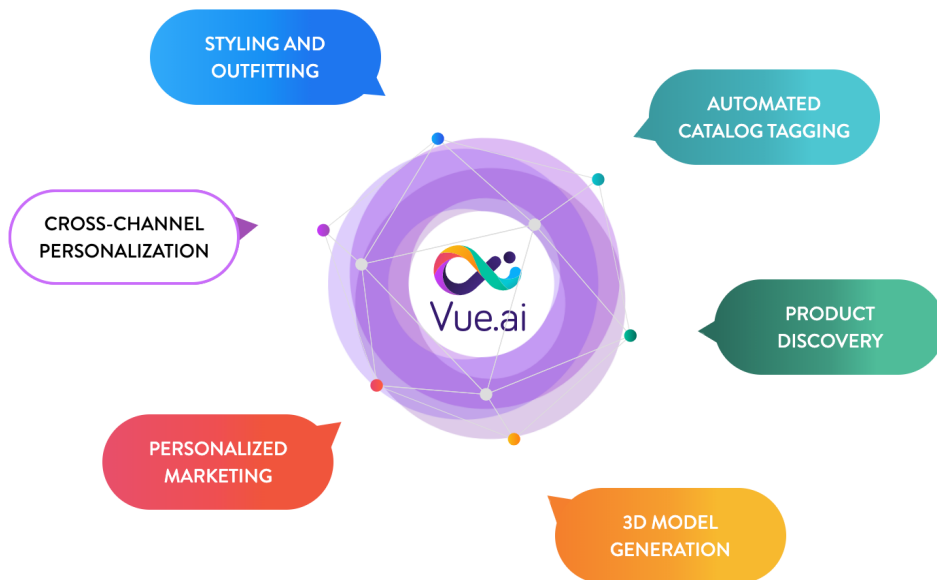 STYLING AND
OUTFITTING
AUTOMATED
CATALOG TAGGING
CROSS-CHANNEL
PERSONALIZATION
Vue.ai
PRODUCT
DISCOVERY
PERSONALIZED
MARKETING
3D MODEL
GENERATION